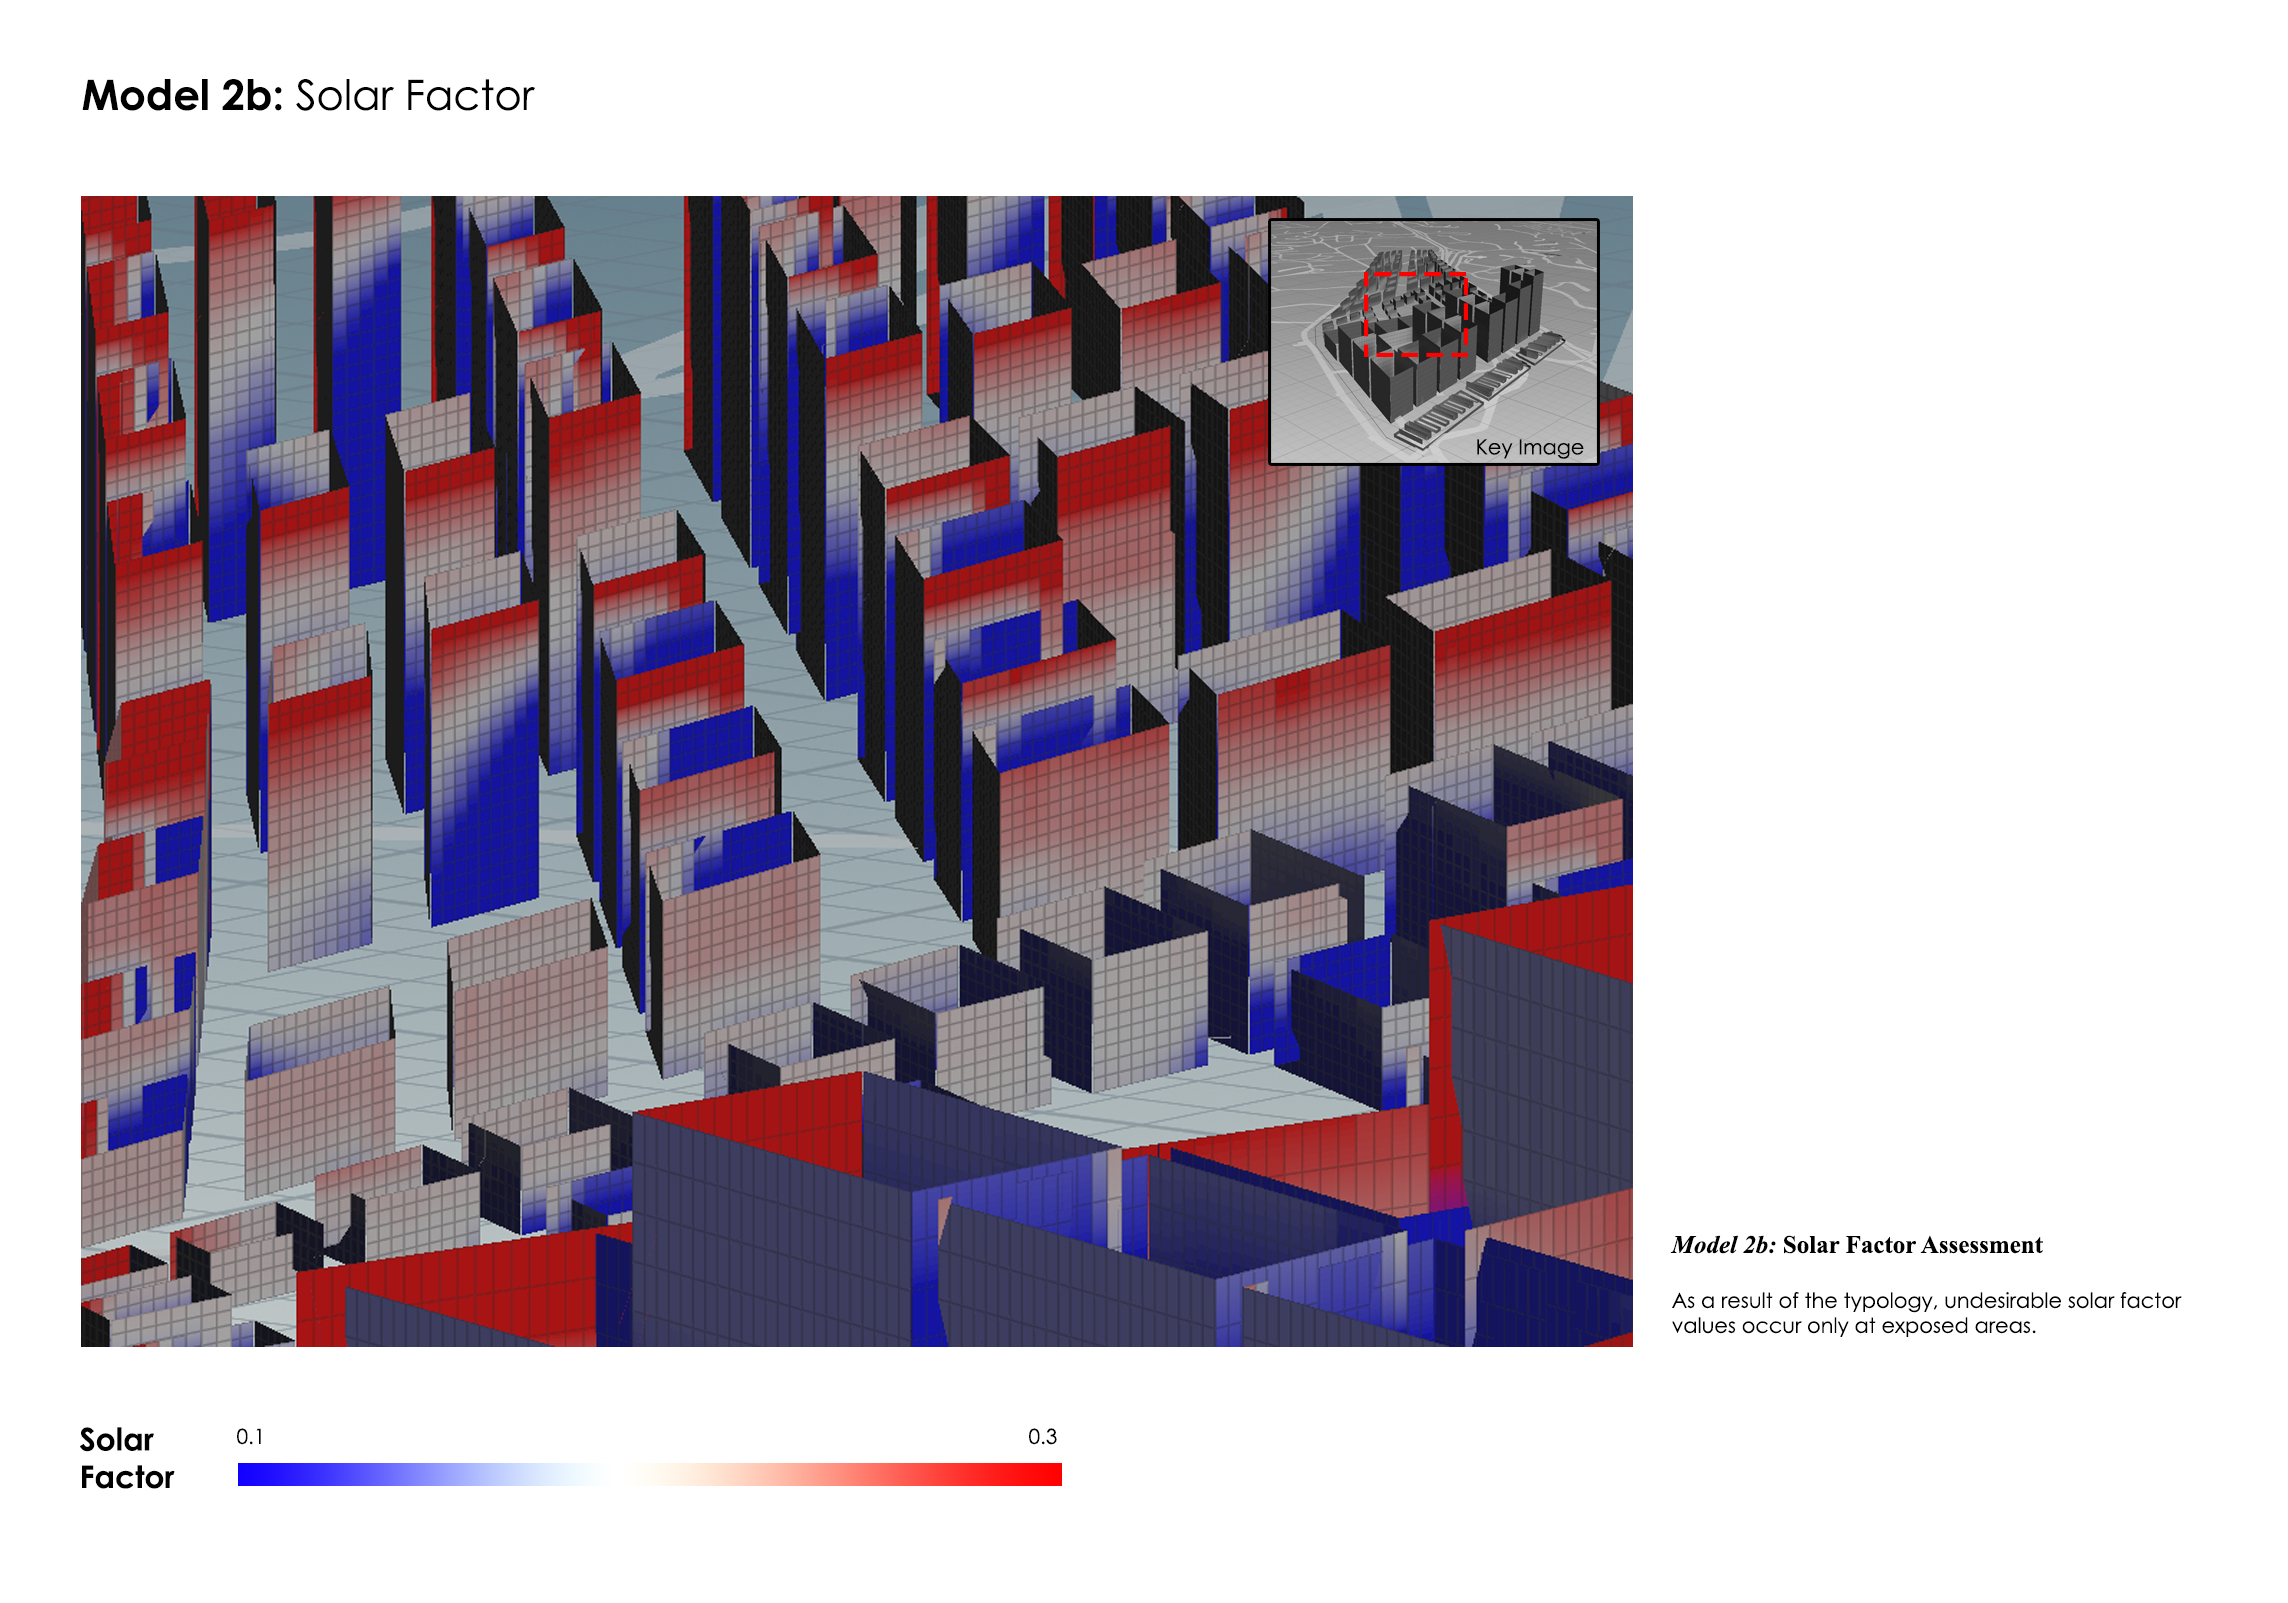 Model 2b: Solar Factor
Key Image
Model 2b: Solar Factor Assessment
As a result of the typology, undesirable solar factor
values occur only at exposed areas.
Solar
Factor
0.1
0.3